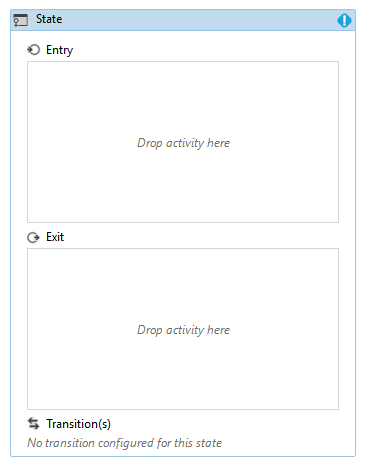 State
Entry
Drop activity here
Exit
Drop activity here
Transition(s)
No transition configured for this state